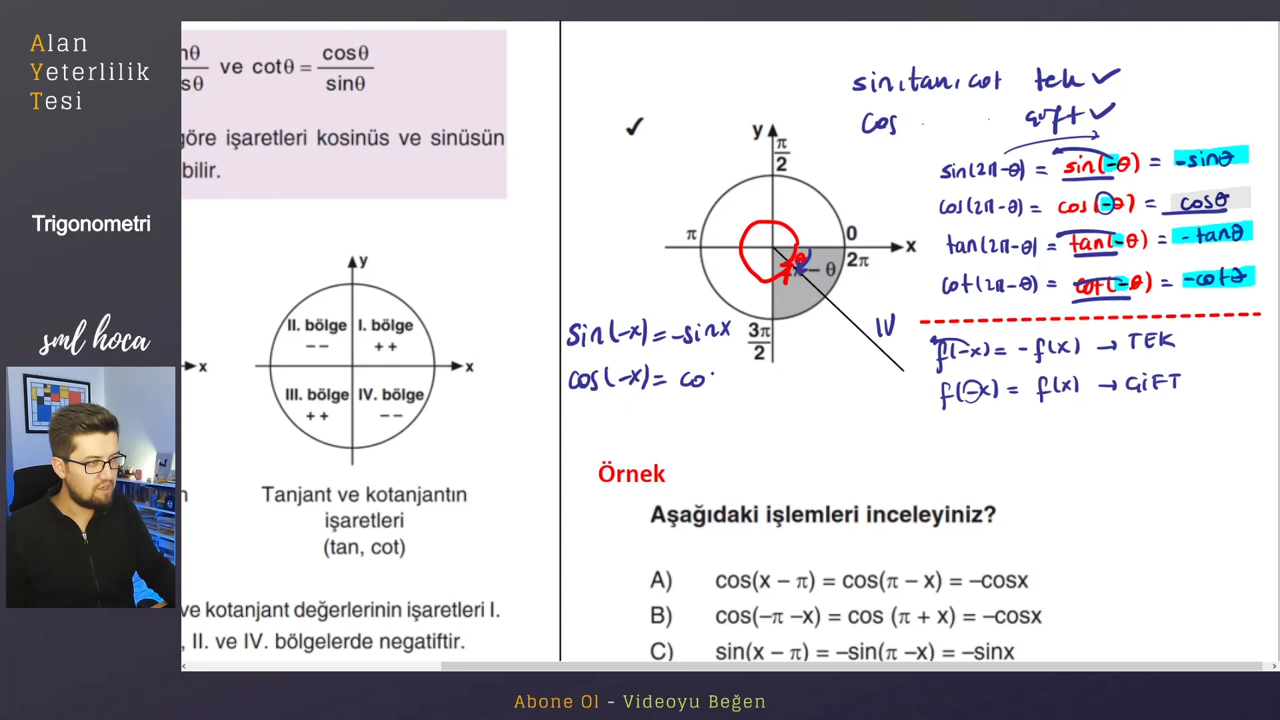 Alan
Yeterlilik
Tesi
Trigonometri
sml hoca
ve cotθ = cosθ / sinθ
göre işaretleri kosinüs ve sinüsün
bilir.
y
II. bölge
– –
I. bölge
+ +
x
III. bölge
+ +
IV. bölge
– –
Tanjant ve kotanjantın
işaretleri
(tan, cot)
ve kotanjant değerlerinin işaretleri I.
, II. ve IV. bölgelerde negatiftir.
✓
y
π/2
π
0
x
2π
– θ
3π/2
IV
sin, tan, cot tek ✓
cos çift ✓
sin(2π-θ) = sin(-θ) = -sinθ
cos(2π-θ) = cos(-θ) = cosθ
tan(2π-θ) = tan(-θ) = -tanθ
cot(2π-θ) = cot(-θ) = -cotθ
f(-x) = -f(x) → TEK
f(-x) = f(x) → ÇİFT
sin(-x) = -sinx
cos(-x) = co
Örnek
Aşağıdaki işlemleri inceleyiniz?
A) cos(x – π) = cos(π – x) = –cosx
B) cos(–π –x) = cos (π + x) = –cosx
C) sin(x – π) = –sin(π –x) = –sinx
Abone Ol - Videoyu Beğen